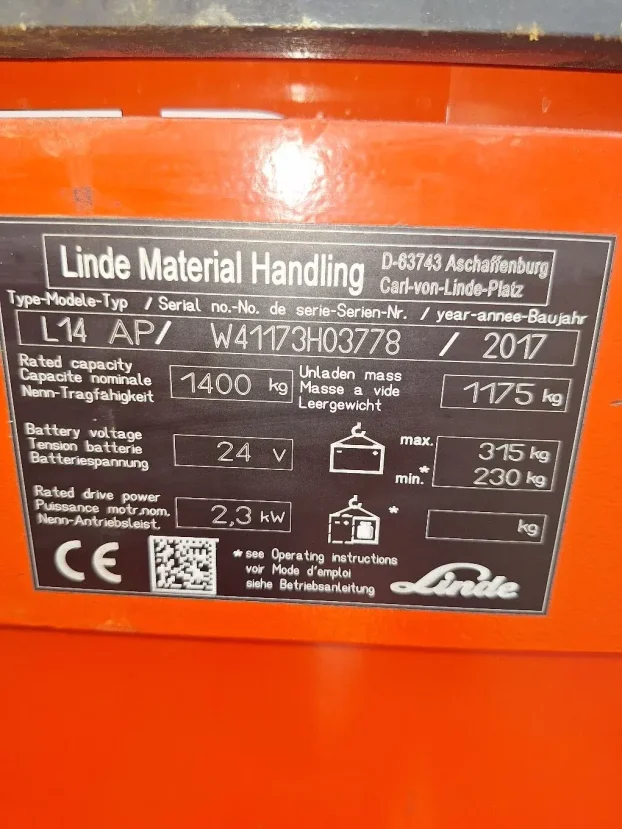 Linde Material Handling
D-63743 Aschaffenburg
Carl-von-Linde-Platz
Type-Modele-Typ / Serial no.-No. de serie-Serien-Nr. / year-annee-Baujahr
L14 AP/ W41173H03778 / 2017
Rated capacity
Capacite nominale
Nenn-Tragfähigkeit
1400 kg
Unladen mass
Masse a vide
Leergewicht
1175 kg
Battery voltage
Tension batterie
Batteriespannung
24 V
max. 315 kg
min.* 230 kg
Rated drive power
Puissance motr.nom.
Nenn-Antriebsleist.
2,3 kW
* kg
CE
* see Operating instructions
voir Mode d'emploi
siehe Betriebsanleitung
Linde